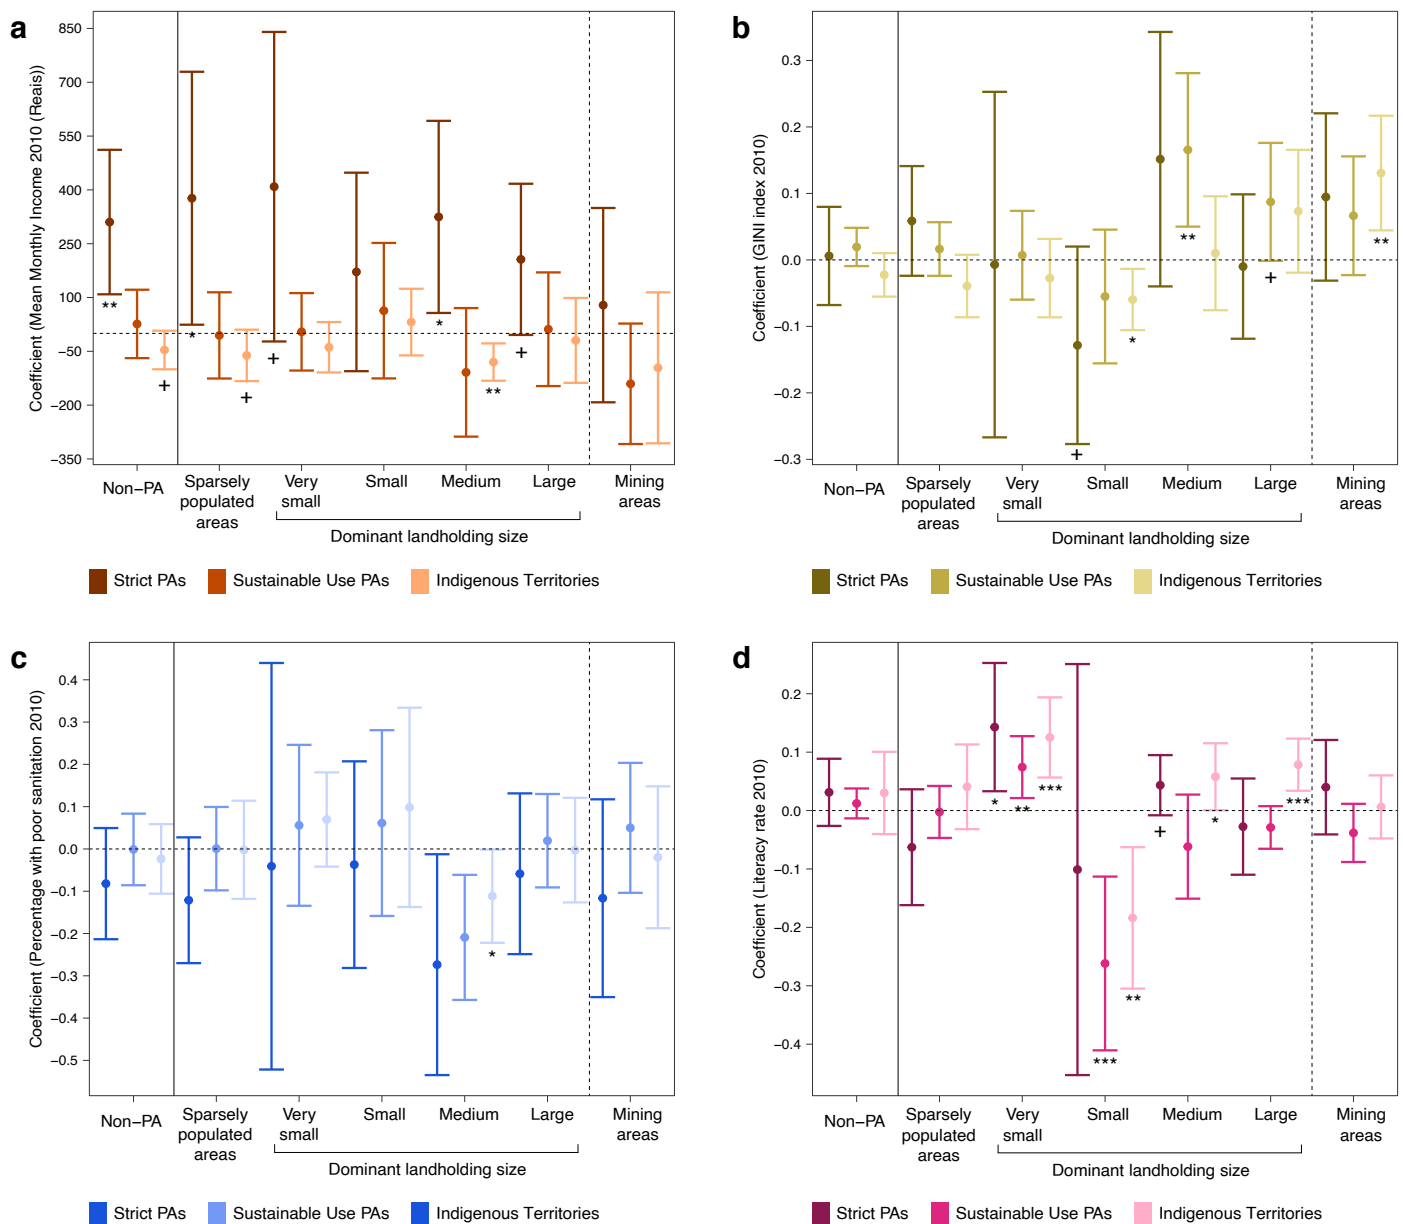 a
Coefficient (Mean Monthly Income 2010 (Reais))
850
700
550
400
250
100
−50
−200
−350
**
+
*
+
+
*
**
+
Non−PA
Sparsely
populated
areas
Very
small
Small
Medium
Large
Mining
areas
Dominant landholding size
Strict PAs
Sustainable Use PAs
Indigenous Territories
b
Coefficient (GINI index 2010)
0.3
0.2
0.1
0.0
−0.1
−0.2
−0.3
+
*
**
+
**
Non−PA
Sparsely
populated
areas
Very
small
Small
Medium
Large
Mining
areas
Dominant landholding size
Strict PAs
Sustainable Use PAs
Indigenous Territories
c
Coefficient (Percentage with poor sanitation 2010)
0.4
0.3
0.2
0.1
0.0
−0.1
−0.2
−0.3
−0.4
−0.5
*
Non−PA
Sparsely
populated
areas
Very
small
Small
Medium
Large
Mining
areas
Dominant landholding size
Strict PAs
Sustainable Use PAs
Indigenous Territories
d
Coefficient (Literacy rate 2010)
0.2
0.1
0.0
−0.1
−0.2
−0.3
−0.4
*
**
***
***
**
+
*
***
Non−PA
Sparsely
populated
areas
Very
small
Small
Medium
Large
Mining
areas
Dominant landholding size
Strict PAs
Sustainable Use PAs
Indigenous Territories